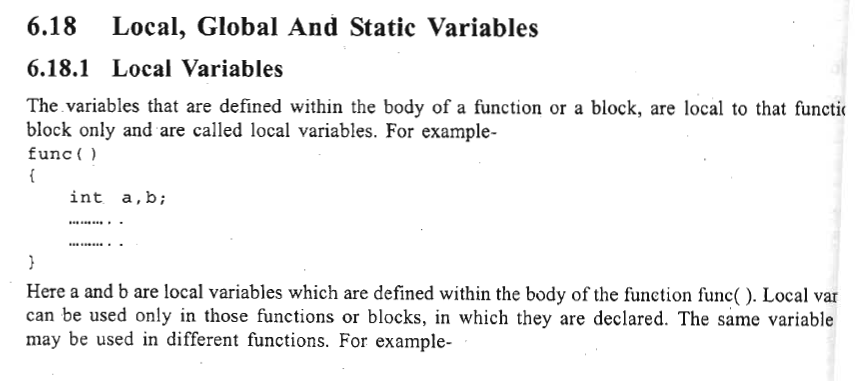 6.18 Local, Global And Static Variables
6.18.1 Local Variables
The variables that are defined within the body of a function or a block, are local to that functi
block only and are called local variables. For example-
func( )
{
int a,b;
...........
...........
}
Here a and b are local variables which are defined within the body of the function func( ). Local var
can be used only in those functions or blocks, in which they are declared. The same variable
may be used in different functions. For example-